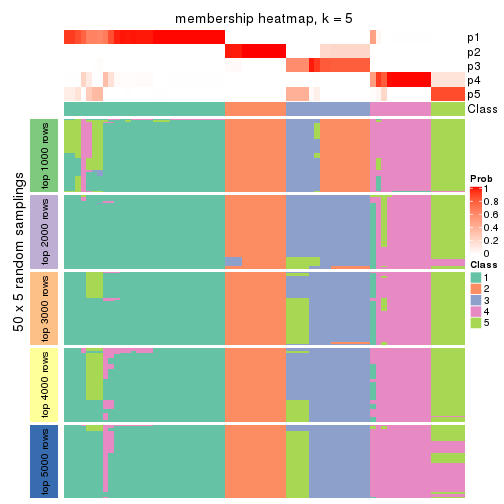 membership heatmap, k = 5
p1
p2
p3
p4
p5
Class
50 x 5 random samplings
top 1000 rows
top 2000 rows
top 3000 rows
top 4000 rows
top 5000 rows
Prob
1
0.8
0.6
0.4
0.2
0
Class
1
2
3
4
5